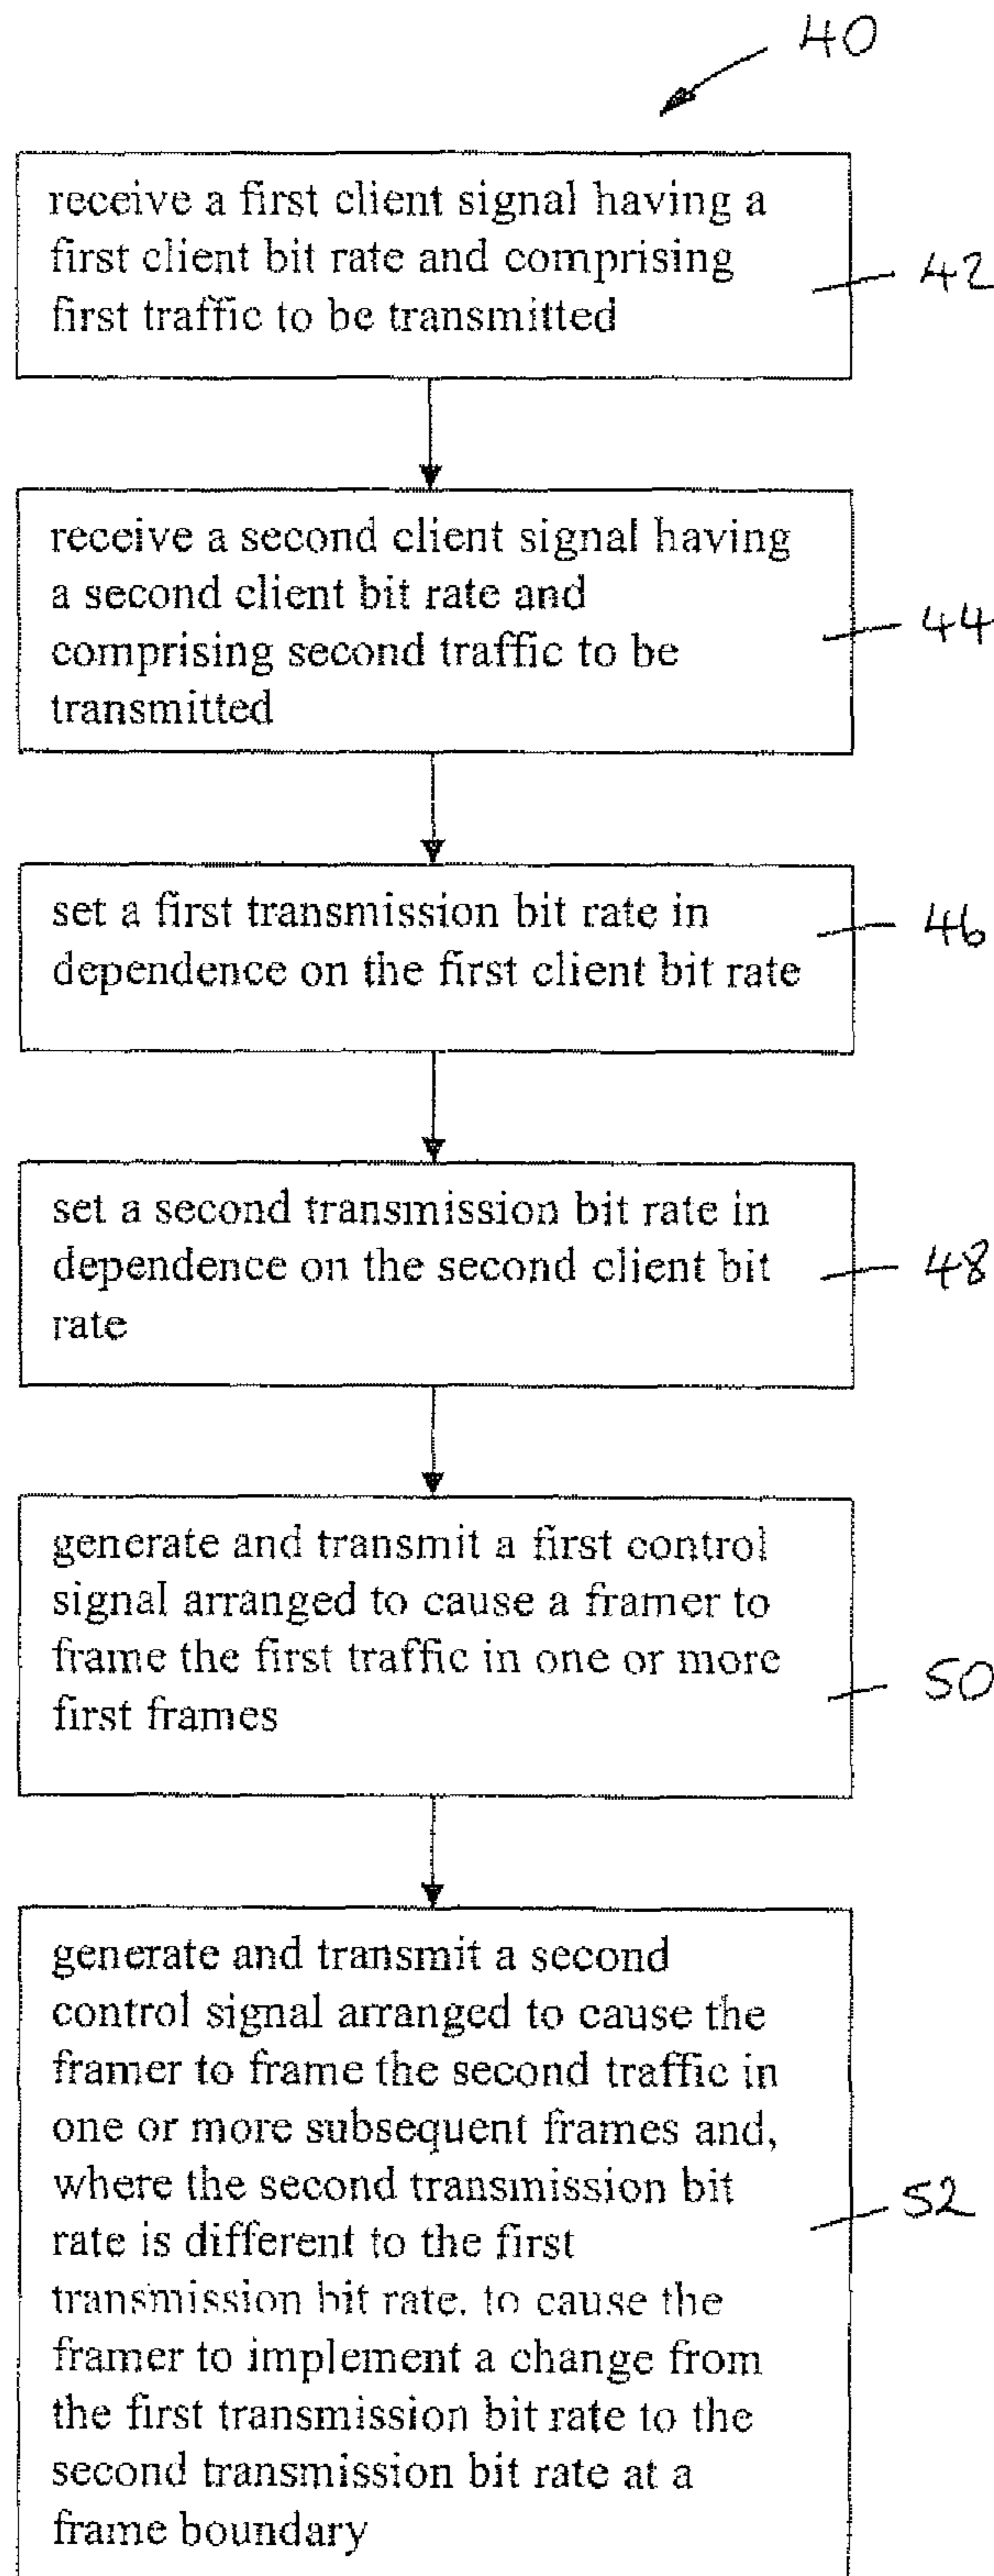 40
receive a first client signal having a
first client bit rate and comprising
first traffic to be transmitted
42
receive a second client signal having
a second client bit rate and
comprising second traffic to be
transmitted
44
set a first transmission bit rate in
dependence on the first client bit rate
46
set a second transmission bit rate in
dependence on the second client bit
rate
48
generate and transmit a first control
signal arranged to cause a framer to
frame the first traffic in one or more
first frames
50
generate and transmit a second
control signal arranged to cause the
framer to frame the second traffic in
one or more subsequent frames and,
where the second transmission bit
rate is different to the first
transmission bit rate, to cause the
framer to implement a change from
the first transmission bit rate to the
second transmission bit rate at a
frame boundary
52